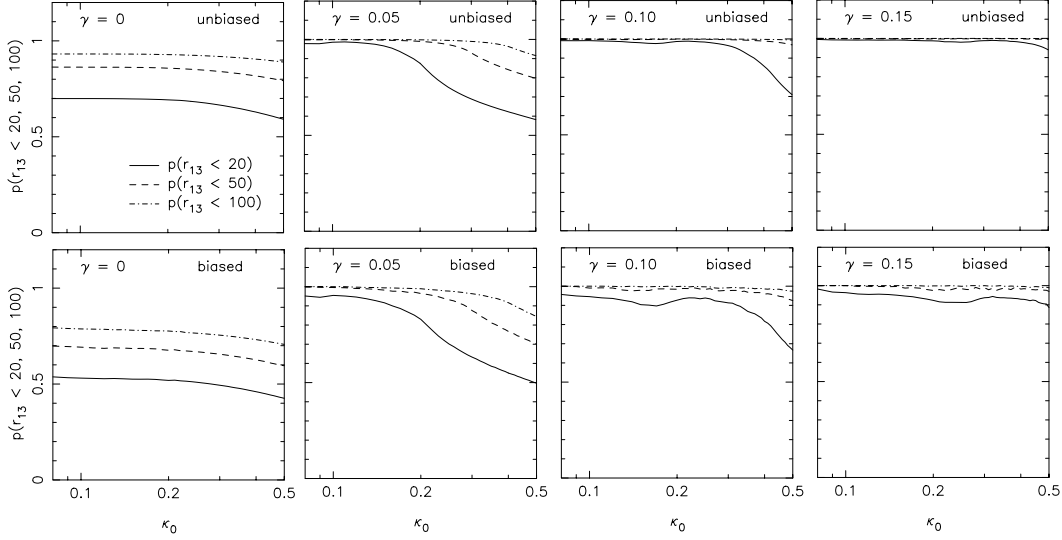 γ = 0 unbiased
γ = 0.05 unbiased
γ = 0.10 unbiased
γ = 0.15 unbiased
p(r13 < 20, 50, 100)
1
0.5
0
p(r13 < 20)
p(r13 < 50)
p(r13 < 100)
γ = 0 biased
γ = 0.05 biased
γ = 0.10 biased
γ = 0.15 biased
p(r13 < 20, 50, 100)
1
0.5
0
0.1 0.2 0.5
0.1 0.2 0.5
0.1 0.2 0.5
0.1 0.2 0.5
κ0
κ0
κ0
κ0